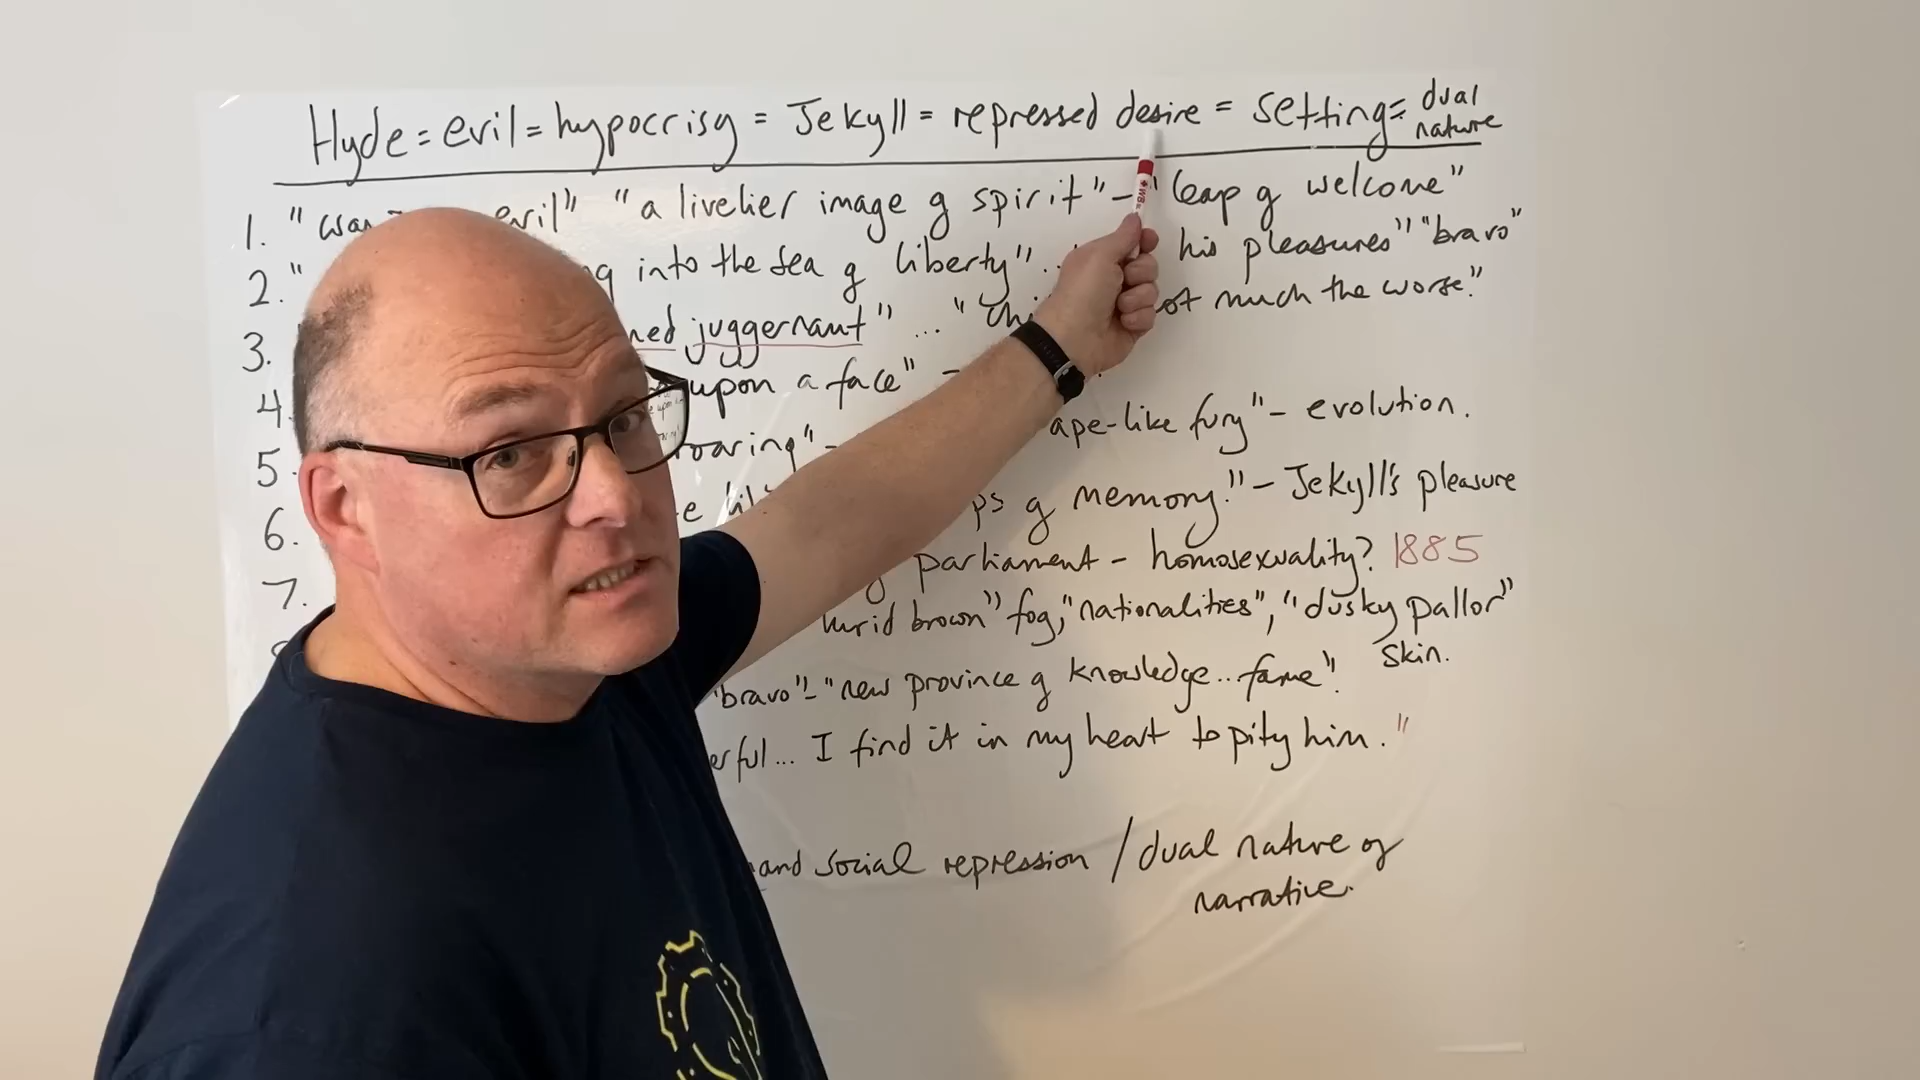 Hyde = evil = hypocrisy = Jekyll = repressed desire = setting = dual nature
1. " evil" "a livelier image of spirit" - "leap of welcome"
2. " into the sea of liberty" .. his pleasures" "bravo"
3. juggernaut" ... " not much the worse."
4. upon a face" -
5. roaring" - ape-like fury" - evolution.
6. of memory." - Jekyll's pleasure
7. parliament - homosexuality? 1885
lurid brown" fog, "nationalities", "dusky pallor" skin.
"bravo" - "new province of knowledge.. fame".
... I find it in my heart to pity him."
and social repression / dual nature of narrative.